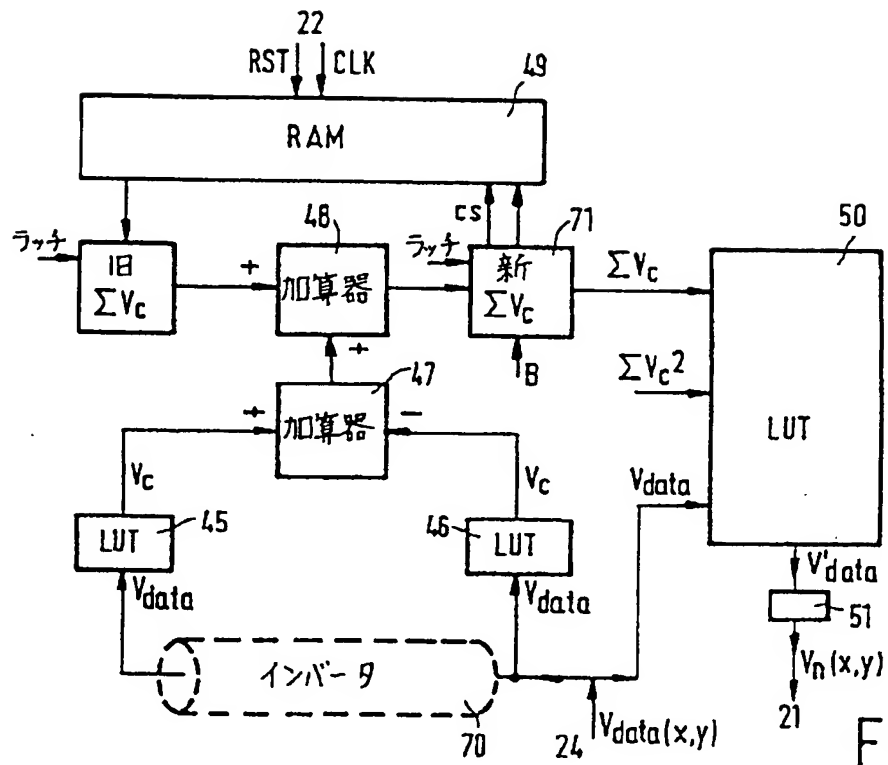 22
RST CLK
49
RAM
CS
ラッチ
旧
ΣVc
+
48
加算器
ラッチ
新
ΣVc
71
ΣVc
50
+
B
ΣVc2
47
+
加算器
−
LUT
Vc
Vc
Vdata
LUT
45
46
LUT
Vdata
Vdata
V'data
51
インバータ
Vn(x,y)
70
24
Vdata(x,y)
21
F